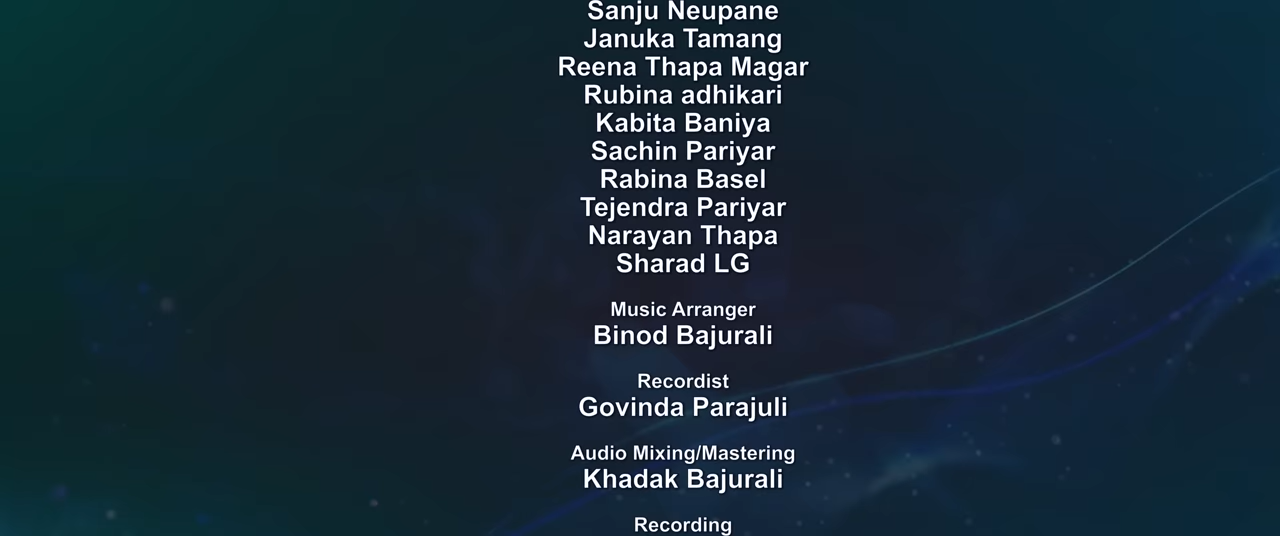 Sanju Neupane
Januka Tamang
Reena Thapa Magar
Rubina adhikari
Kabita Baniya
Sachin Pariyar
Rabina Basel
Tejendra Pariyar
Narayan Thapa
Sharad LG
Music Arranger
Binod Bajurali
Recordist
Govinda Parajuli
Audio Mixing/Mastering
Khadak Bajurali
Recording